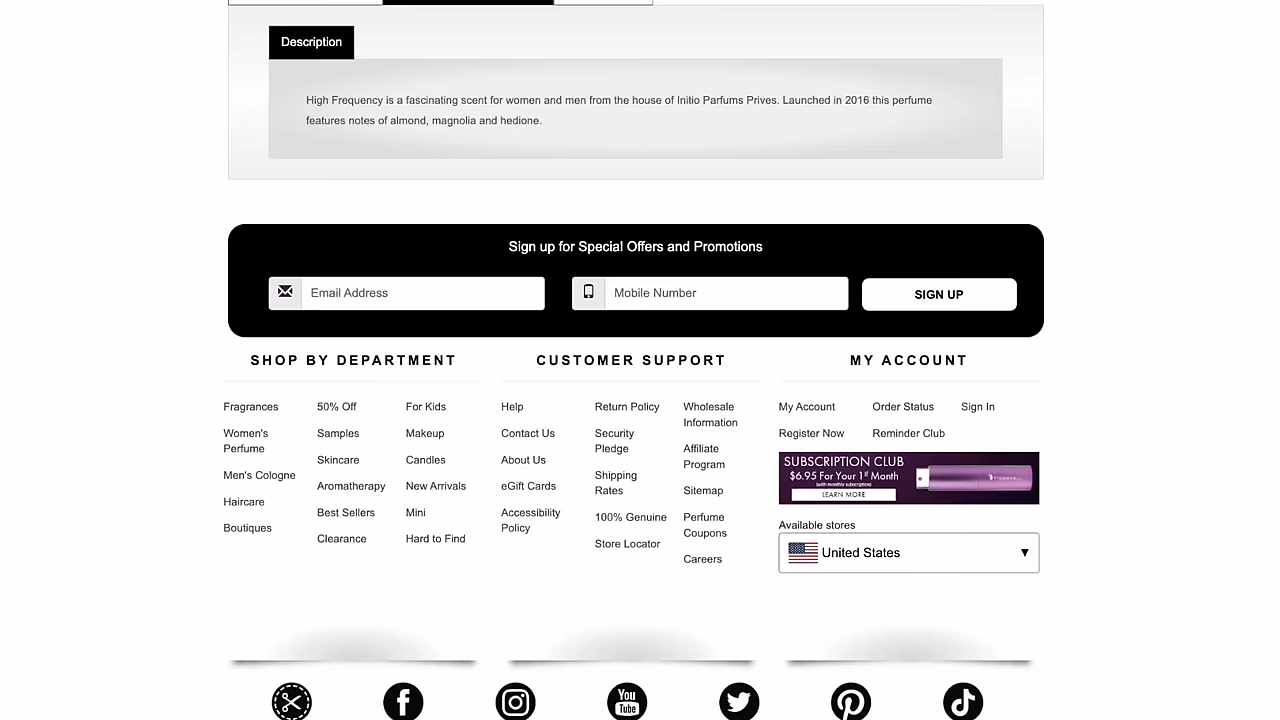 Description
High Frequency is a fascinating scent for women and men from the house of Initio Parfums Prives. Launched in 2016 this perfume
features notes of almond, magnolia and hedione.
Sign up for Special Offers and Promotions
Email Address
Mobile Number
SIGN UP
SHOP BY DEPARTMENT
Fragrances
Women's
Perfume
Men's Cologne
Haircare
Boutiques
50% Off
Samples
Skincare
Aromatherapy
Best Sellers
Clearance
For Kids
Makeup
Candles
New Arrivals
Mini
Hard to Find
CUSTOMER SUPPORT
Help
Contact Us
About Us
eGift Cards
Accessibility
Policy
Return Policy
Security
Pledge
Shipping
Rates
100% Genuine
Store Locator
Wholesale
Information
Affiliate
Program
Sitemap
Perfume
Coupons
Careers
MY ACCOUNT
My Account
Register Now
Order Status
Reminder Club
Sign In
SUBSCRIPTION CLUB
$6.95 For Your 1st Month
(with monthly subscription)
LEARN MORE
Available stores
United States
You
Tube